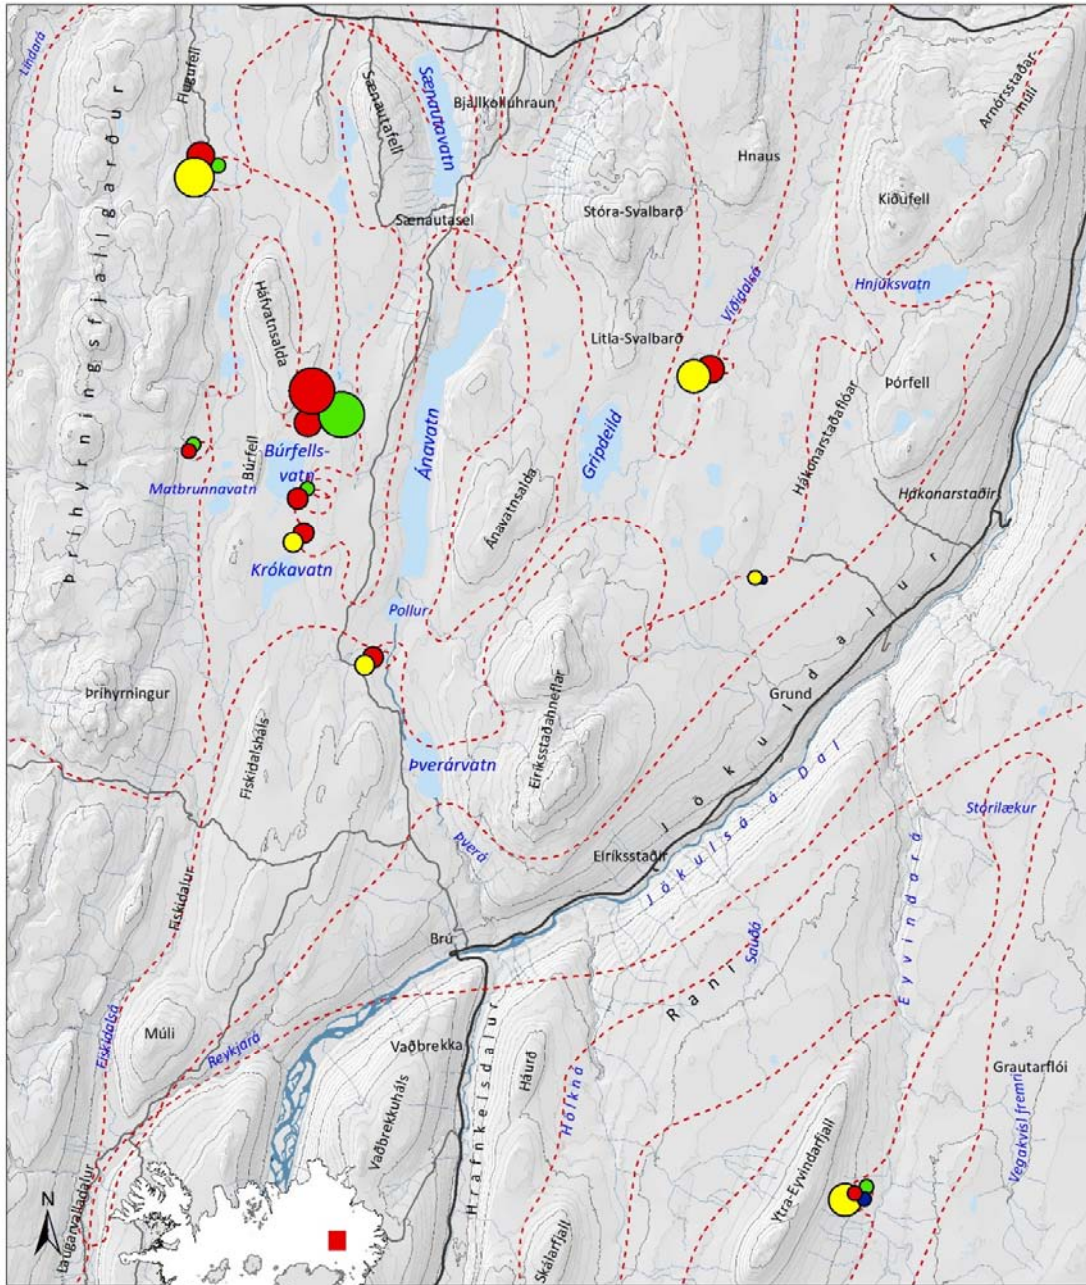 Lindará
Fuglafell
Sænautafell
Sænautavatn
Bjallkolluhraun
Arnórsstaðar
múli
Hnaus
Kiðufell
Stóra-Svalbarð
Sænautasel
Þríhyrningsfjallgarður
Háfvatnsalda
Víðidalsá
Hnjúksvatn
Litla-Svalbarð
Þórfell
Ánavatn
Gripdeild
Hákonarstaðaflóar
Búrfell
Búrfells-
vatn
Matbrunnavatn
Ánavatnsalda
Hákonarstaðir
Krókavatn
Pollur
Þríhyrningur
Grund
Jökuldalur
Fiskidalsháls
Eiríksstaðahneflar
Þverárvatn
Stórilækur
Þverá
Eiríksstaðir
Jökulsá á Dal
Eyvindará
Fiskidalur
Brú
Sauðá
Rani
Fiskidalsá
Múli
Reykjará
Vaðbrekka
Háurð
Hölkná
Grautarflói
Vaðbrekkuháls
Hrafnkelsdalur
Vegakvísl fremri
Ytra-Eyvindarfjall
N
Laugarvalladalur
Skálarfjall